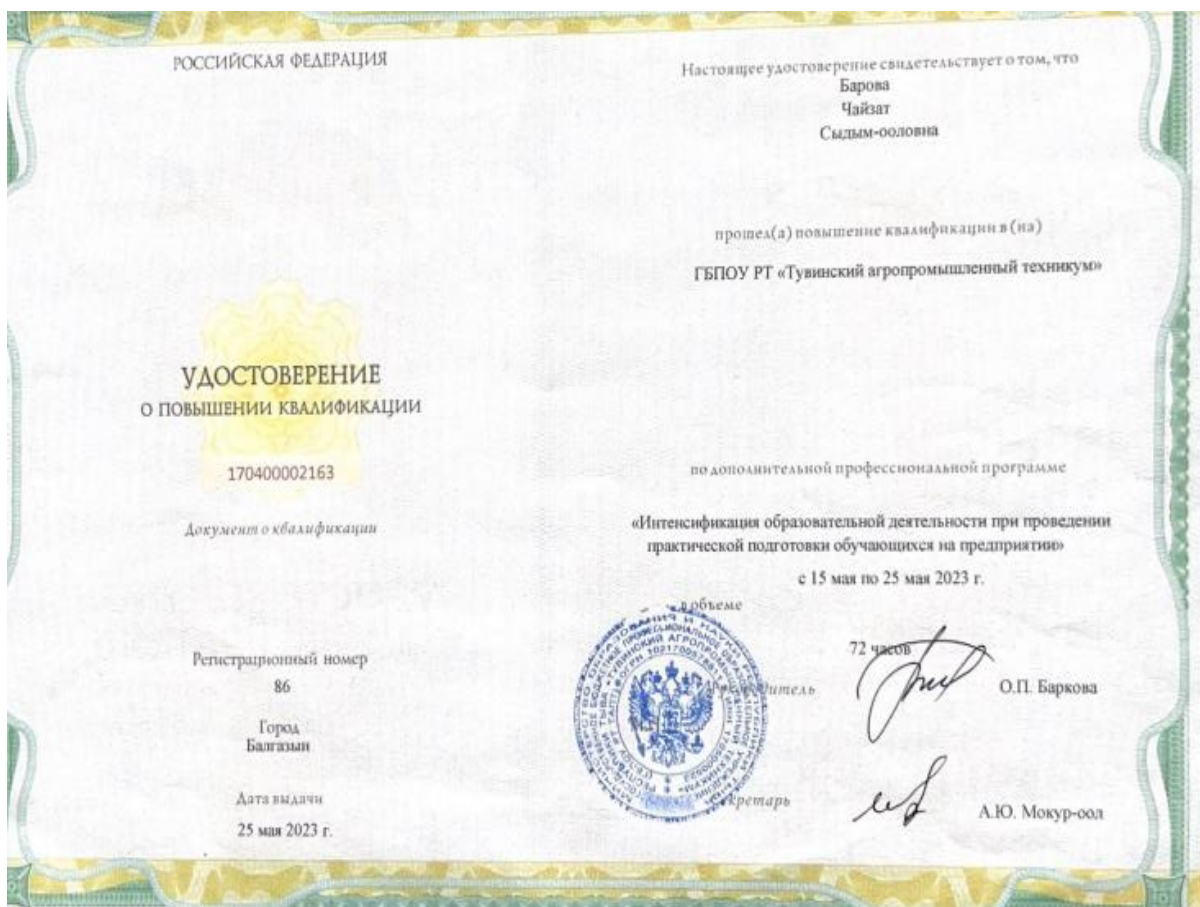 РОССИЙСКАЯ ФЕДЕРАЦИЯ
УДОСТОВЕРЕНИЕ
О ПОВЫШЕНИИ КВАЛИФИКАЦИИ
170400002163
Документ о квалификации
Регистрационный номер
86
Город
Балгазын
Дата выдачи
25 мая 2023 г.
Настоящее удостоверение свидетельствует о том, что
Барова
Чайзат
Сыдым-ооловна
прошел(а) повышение квалификации в (на)
ГБПОУ РТ «Тувинский агропромышленный техникум»
по дополнительной профессиональной программе
«Интенсификация образовательной деятельности при проведении
практической подготовки обучающихся на предприятии»
с 15 мая по 25 мая 2023 г.
в объеме
72 часов
Руководитель
О.П. Баркова
Секретарь
А.Ю. Мокур-оол